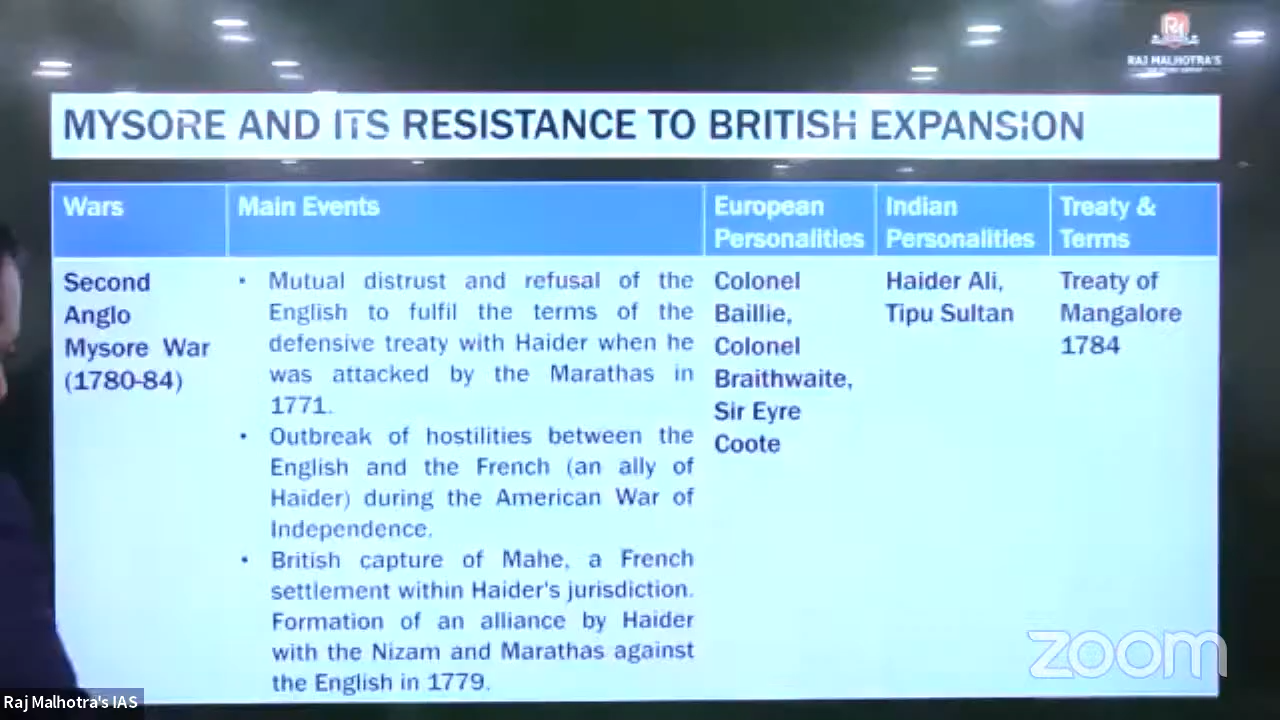 RM
RAJ MALHOTRA'S
MYSORE AND ITS RESISTANCE TO BRITISH EXPANSION
Wars
Main Events
European
Personalities
Indian
Personalities
Treaty &
Terms
Second
Anglo
Mysore War
(1780-84)
• Mutual distrust and refusal of the
English to fulfil the terms of the
defensive treaty with Haider when he
was attacked by the Marathas in
1771.
• Outbreak of hostilities between the
English and the French (an ally of
Haider) during the American War of
Independence.
• British capture of Mahe, a French
settlement within Haider's jurisdiction.
Formation of an alliance by Haider
with the Nizam and Marathas against
the English in 1779.
Colonel
Baillie,
Colonel
Braithwaite,
Sir Eyre
Coote
Haider Ali,
Tipu Sultan
Treaty of
Mangalore
1784
zoom
Raj Malhotra's IAS